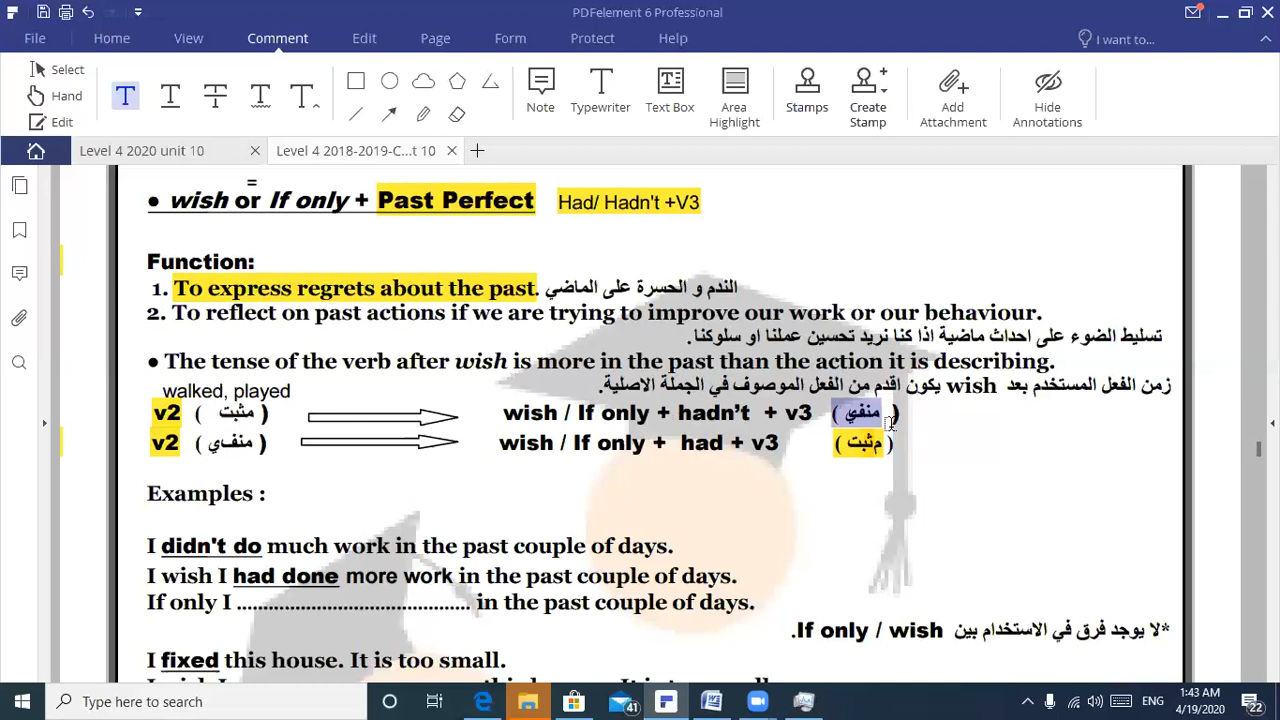 PDFelement 6 Professional
File Home View Comment Edit Page Form Protect Help I want to...
Select
Hand
Edit
Note Typewriter Text Box Area Highlight Stamps Create Stamp Add Attachment Hide Annotations
Level 4 2020 unit 10 Level 4 2018-2019-C...t 10
=
● wish or If only + Past Perfect Had/ Hadn't +V3
Function:
1. To express regrets about the past. الندم و الحسرة على الماضي
2. To reflect on past actions if we are trying to improve our work or our behaviour.
تسليط الضوء على احداث ماضية اذا كنا نريد تحسين عملنا او سلوكنا.
● The tense of the verb after wish is more in the past than the action it is describing.
زمن الفعل المستخدم بعد wish يكون اقدم من الفعل الموصوف في الجملة الاصلية.
walked, played
v2 ( مثبت ) wish / If only + hadn't + v3 ( منفي )
v2 ( منفي ) wish / If only + had + v3 ( مثبت )
Examples :
I didn't do much work in the past couple of days.
I wish I had done more work in the past couple of days.
If only I .......................................... in the past couple of days.
*لا يوجد فرق في الاستخدام بين If only / wish.
I fixed this house. It is too small.
Type here to search
41
ENG
1:43 AM
4/19/2020
22